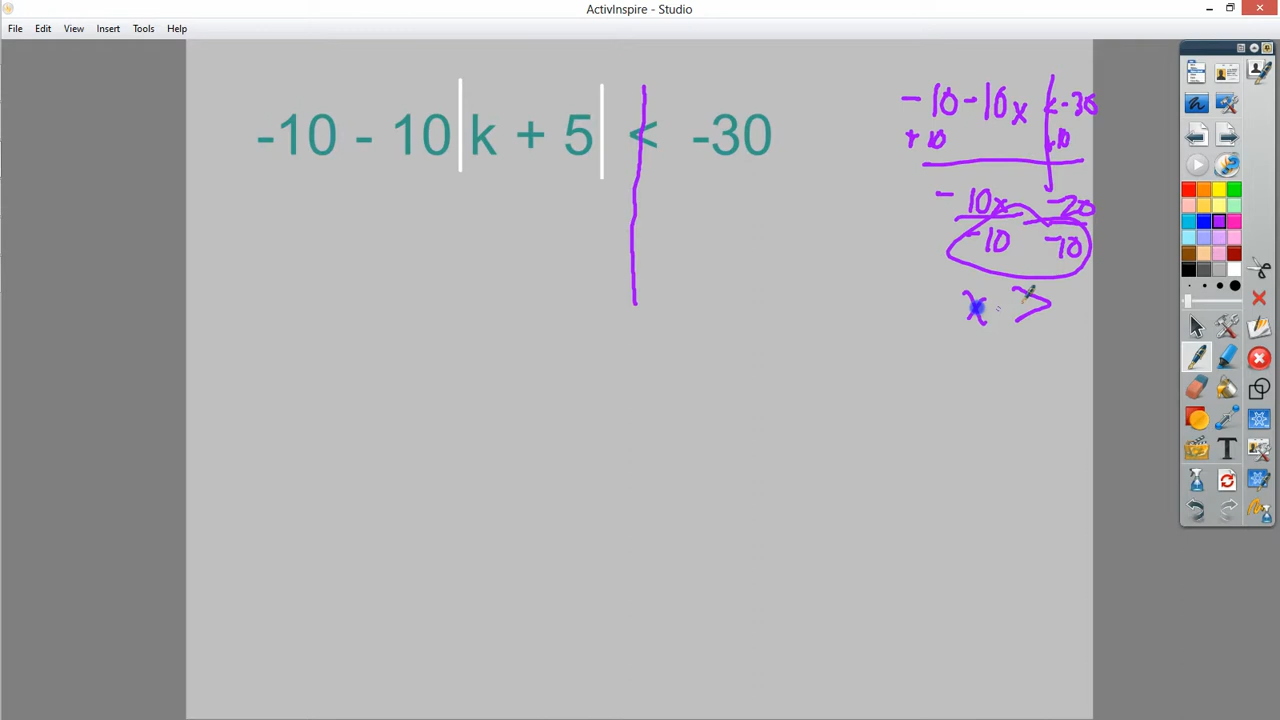 ActivInspire - Studio
File Edit View Insert Tools Help
-10 - 10|k + 5| < -30
-10-10x < -30
+10 +10
-10x -20
-10 -10
x >